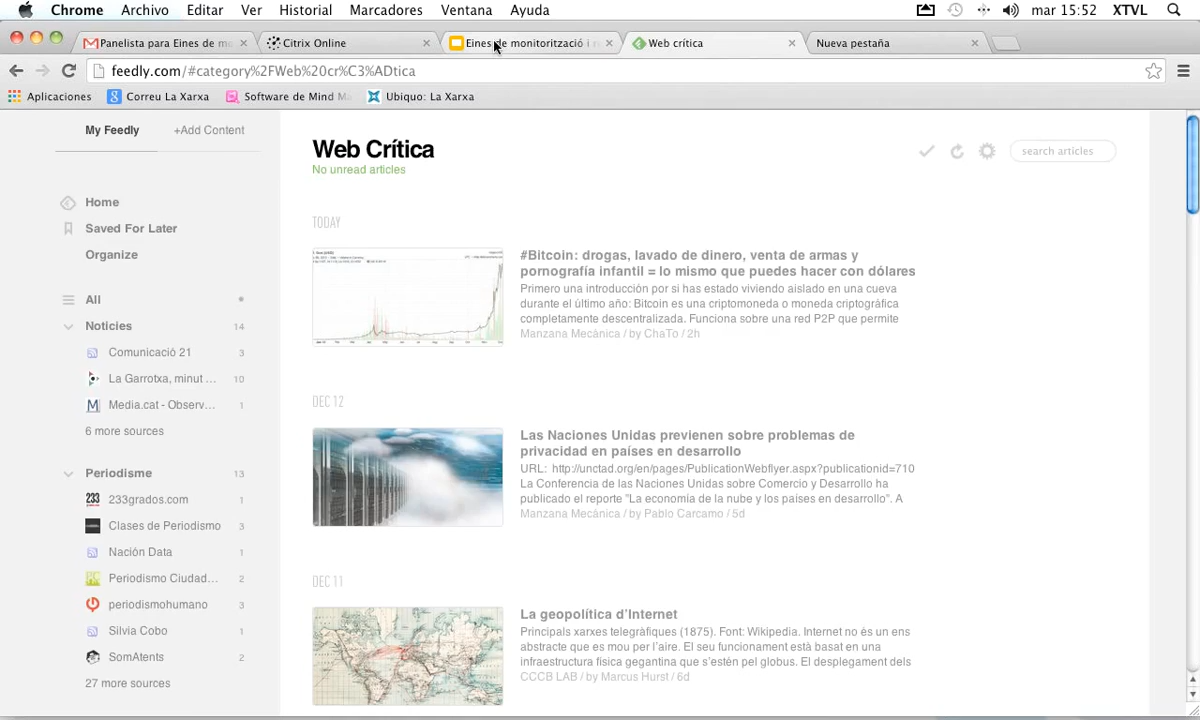 Chrome Archivo Editar Ver Historial Marcadores Ventana Ayuda mar 15:52 XTVL
Panelista para Eines de m
Citrix Online
Eines de monitorització i r
Web crítica
Nueva pestaña
feedly.com/#category%2FWeb%20cr%C3%ADtica
Aplicaciones
Correu La Xarxa
Software de Mind Ma
Ubiquo: La Xarxa
My Feedly
+Add Content
Home
Saved For Later
Organize
All
Noticies 14
Comunicació 21 3
La Garrotxa, minut ... 10
Media.cat - Observ... 1
6 more sources
Periodisme 13
233grados.com 1
Clases de Periodismo 3
Nación Data 1
Periodismo Ciudad... 2
periodismohumano 3
Silvia Cobo 1
SomAtents 2
27 more sources
Web Crítica
No unread articles
search articles
TODAY
#Bitcoin: drogas, lavado de dinero, venta de armas y
pornografía infantil = lo mismo que puedes hacer con dólares
Primero una introducción por si has estado viviendo aislado en una cueva
durante el último año: Bitcoin es una criptomoneda o moneda criptográfica
completamente descentralizada. Funciona sobre una red P2P que permite
Manzana Mecánica / by ChaTo / 2h
DEC 12
Las Naciones Unidas previenen sobre problemas de
privacidad en países en desarrollo
URL: http://unctad.org/en/pages/PublicationWebflyer.aspx?publicationid=710
La Conferencia de las Naciones Unidas sobre Comercio y Desarrollo ha
publicado el reporte "La economía de la nube y los países en desarrollo". A
Manzana Mecánica / by Pablo Carcamo / 5d
DEC 11
La geopolítica d'Internet
Principals xarxes telegràfiques (1875). Font: Wikipedia. Internet no és un ens
abstracte que es mou per l'aire. El seu funcionament està basat en una
infraestructura física gegantina que s'estén pel globus. El desplegament dels
CCCB LAB / by Marcus Hurst / 6d